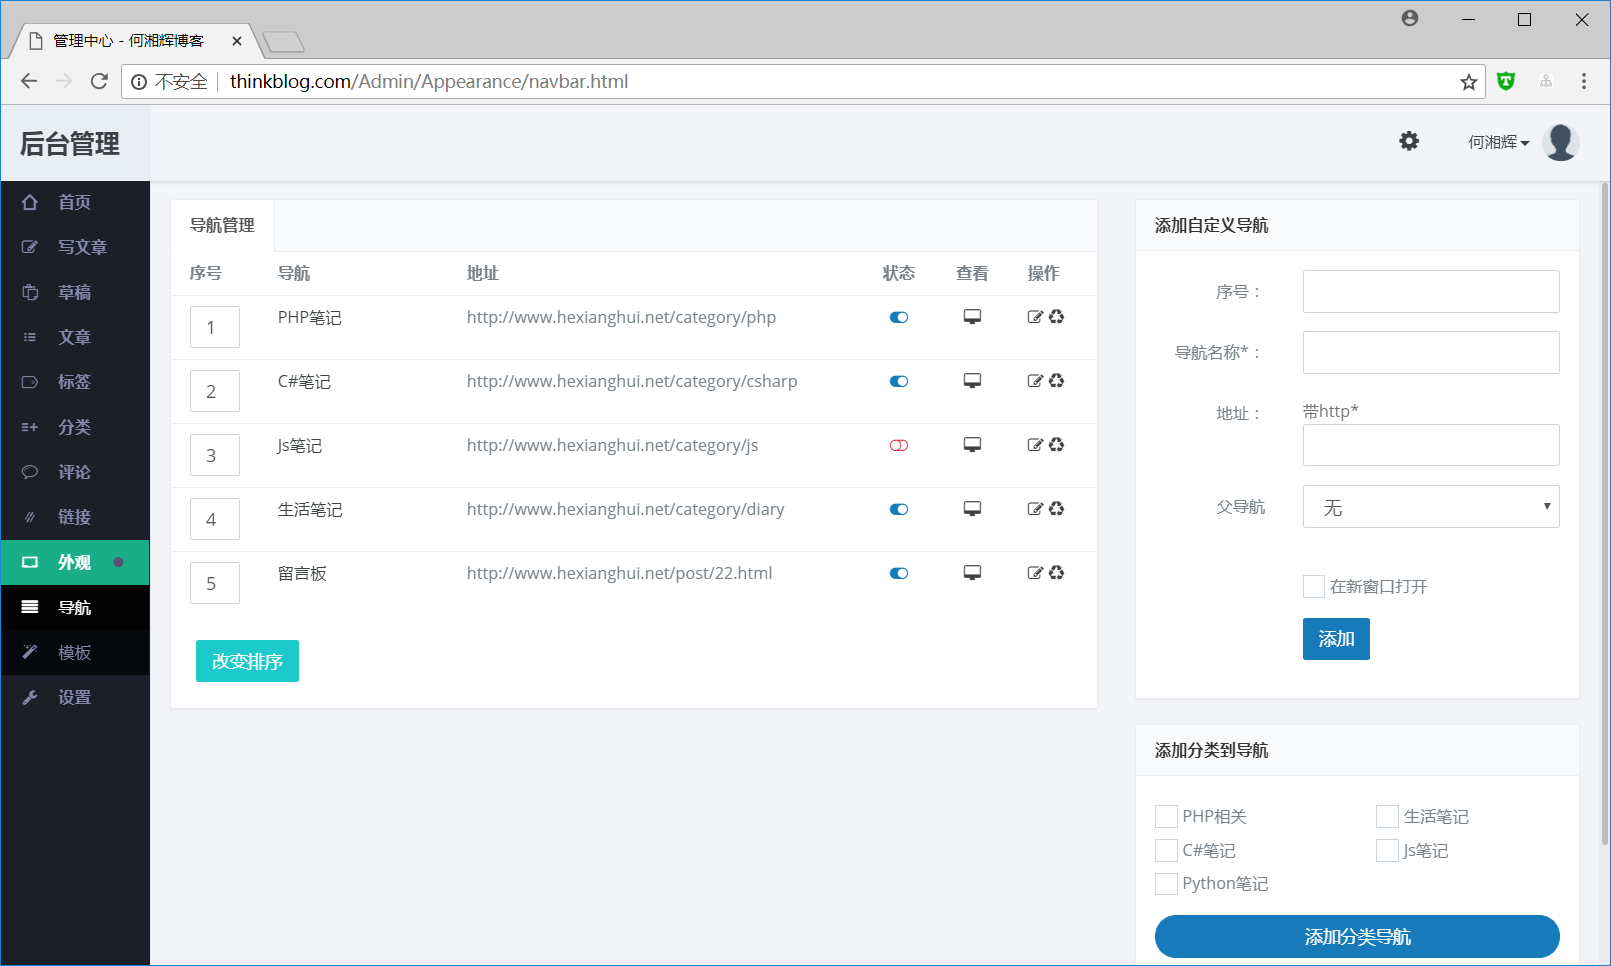 管理中心 - 何湘辉博客
不安全 thinkblog.com/Admin/Appearance/navbar.html
后台管理
何湘辉
首页
写文章
草稿
文章
标签
分类
评论
链接
外观
导航
模板
设置
导航管理
序号 导航 地址 状态 查看 操作
1 PHP笔记 http://www.hexianghui.net/category/php
2 C#笔记 http://www.hexianghui.net/category/csharp
3 Js笔记 http://www.hexianghui.net/category/js
4 生活笔记 http://www.hexianghui.net/category/diary
5 留言板 http://www.hexianghui.net/post/22.html
改变排序
添加自定义导航
序号：
导航名称*：
地址： 带http*
父导航 无
在新窗口打开
添加
添加分类到导航
PHP相关 生活笔记
C#笔记 Js笔记
Python笔记
添加分类导航